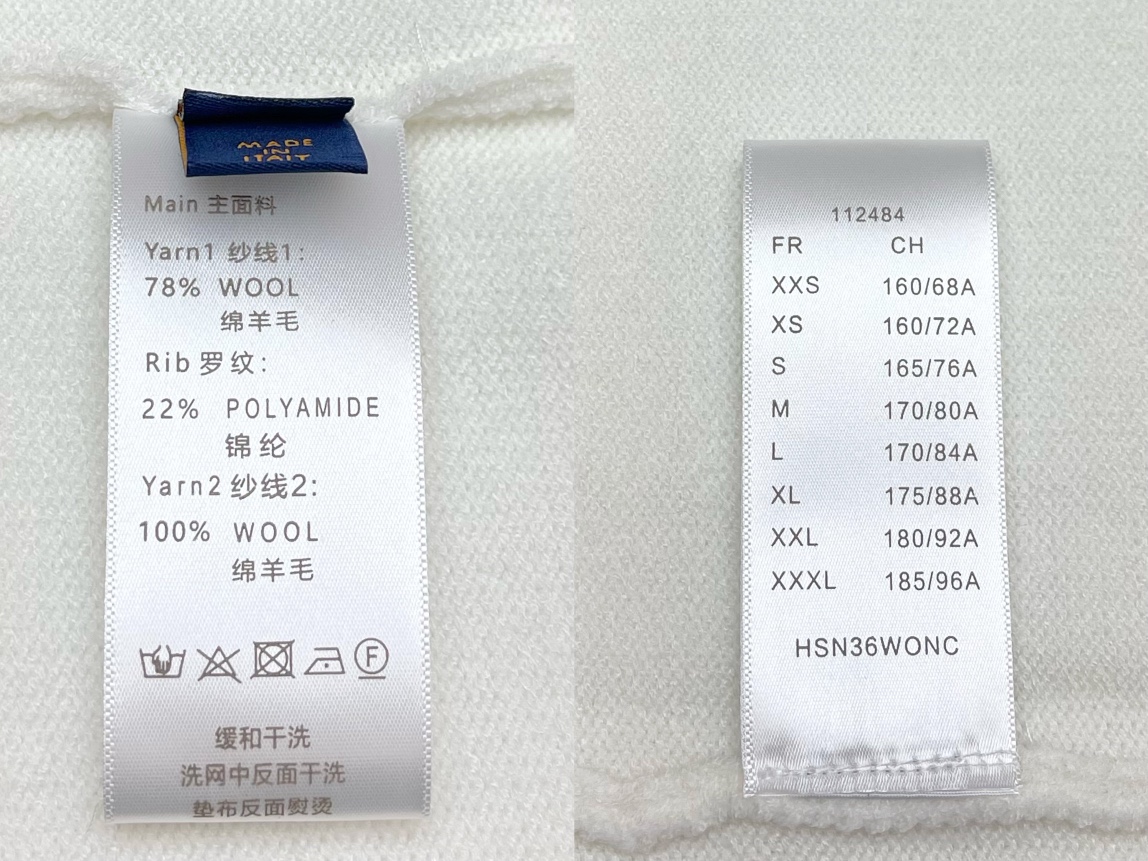 MADE
IN
ITAIT
Main 主面料
Yarn1 纱线1:
78% WOOL
绵羊毛
Rib 罗纹:
22% POLYAMIDE
锦纶
Yarn2 纱线2:
100% WOOL
绵羊毛
F
缓和干洗
洗网中反面干洗
垫布反面熨烫
112484
FR CH
XXS 160/68A
XS 160/72A
S 165/76A
M 170/80A
L 170/84A
XL 175/88A
XXL 180/92A
XXXL 185/96A
HSN36WONC